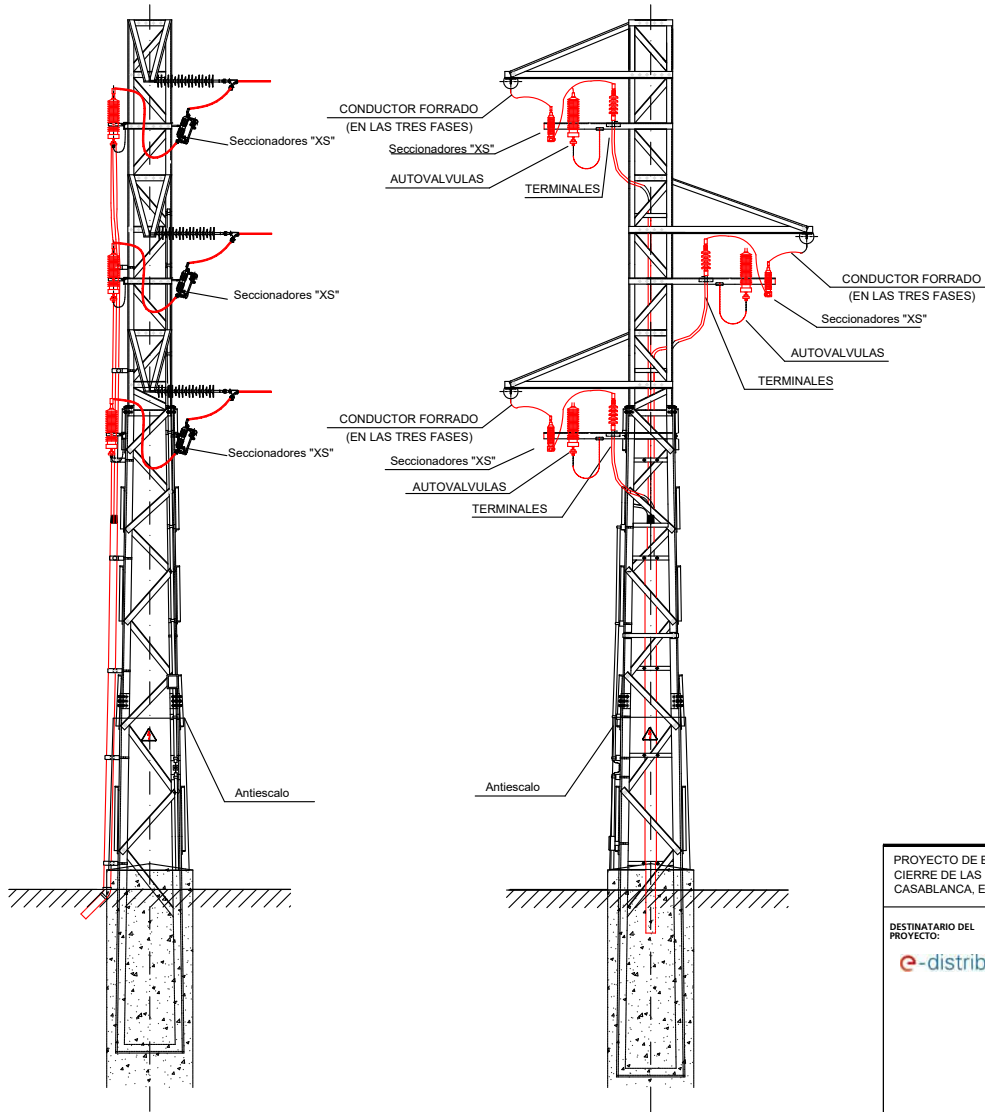 Seccionadores "XS"
Seccionadores "XS"
Seccionadores "XS"
Antiescalo
CONDUCTOR FORRADO
(EN LAS TRES FASES)
Seccionadores "XS"
AUTOVALVULAS
TERMINALES
CONDUCTOR FORRADO
(EN LAS TRES FASES)
Seccionadores "XS"
AUTOVALVULAS
TERMINALES
CONDUCTOR FORRADO
(EN LAS TRES FASES)
Seccionadores "XS"
AUTOVALVULAS
TERMINALES
Antiescalo
PROYECTO DE E
CIERRE DE LAS
CASABLANCA, E
DESTINATARIO DEL
PROYECTO:
e-distrib